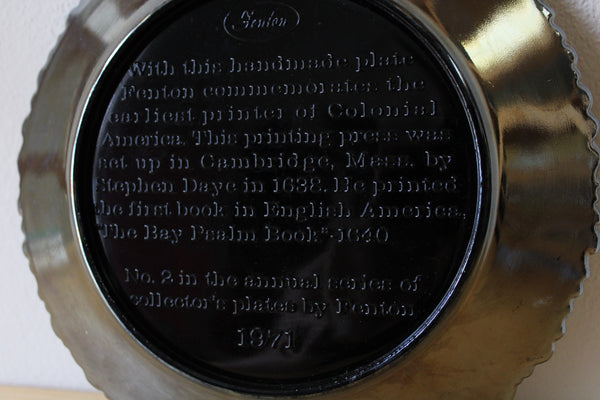 Fenton
With this handmade plate
Fenton commemorates the
earliest printer of Colonial
America. This printing press was
set up in Cambridge, Mass. by
Stephen Daye in 1638. He printed
the first book in English America,
"The Bay Psalm Book"-1640
No. 2 in the annual series of
collector's plates by Fenton
1971